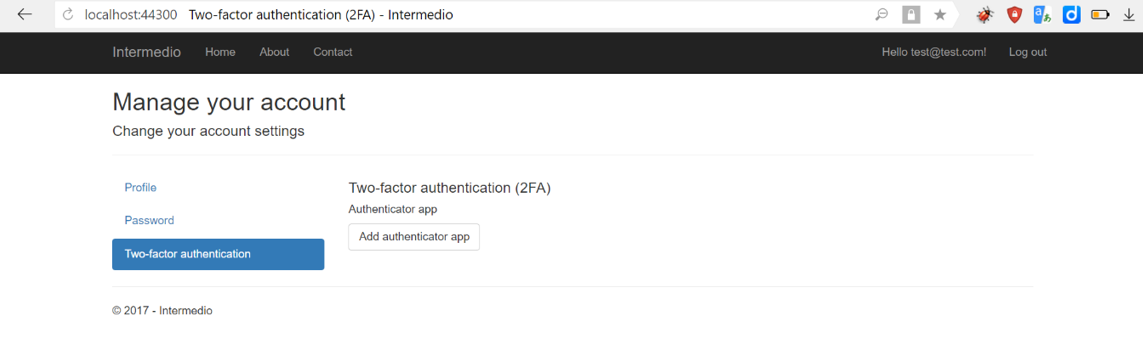 localhost:44300 Two-factor authentication (2FA) - Intermedio
Intermedio Home About Contact Hello test@test.com! Log out
Manage your account
Change your account settings
Profile
Password
Two-factor authentication
Two-factor authentication (2FA)
Authenticator app
Add authenticator app
© 2017 - Intermedio